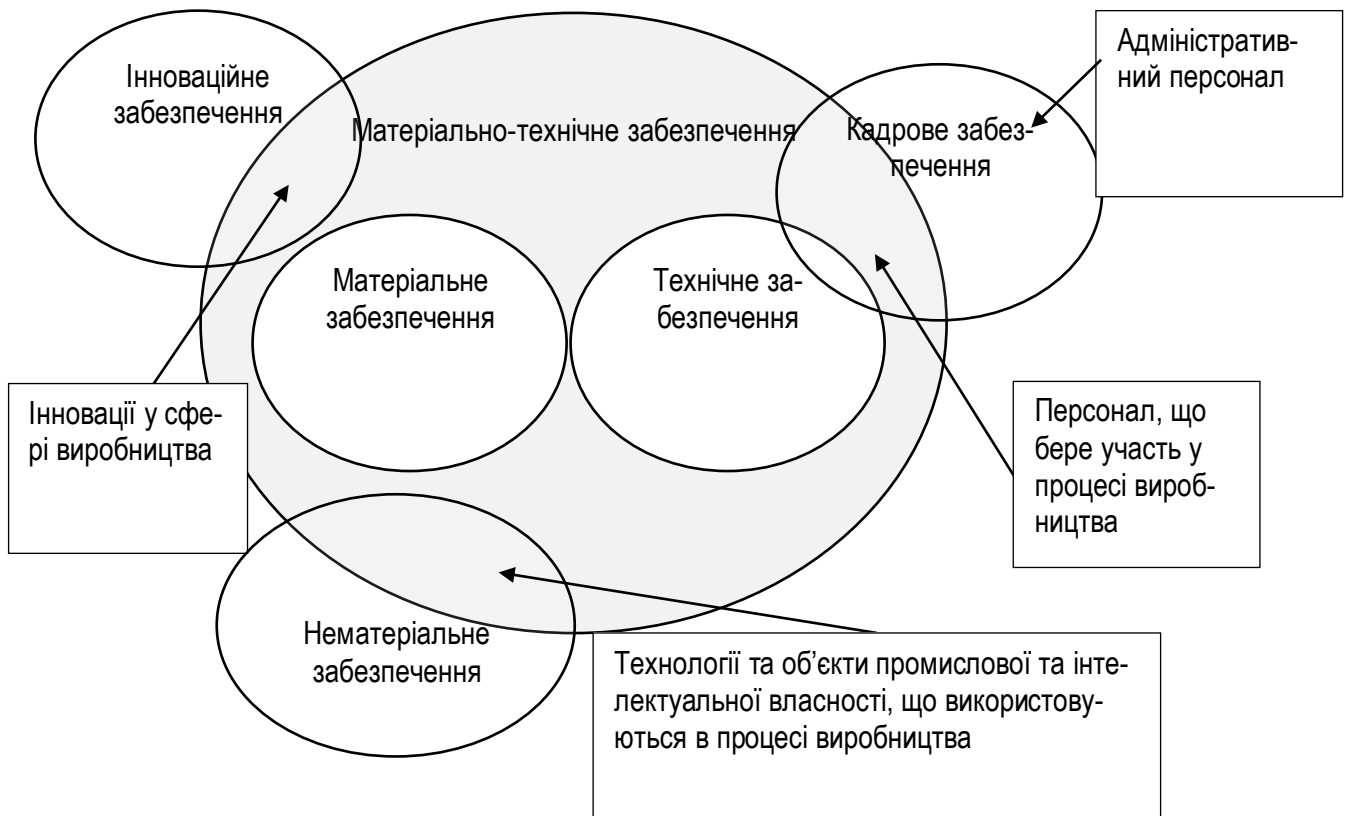 Інноваційне
забезпечення
Адміністратив-
ний персонал
Матеріально-технічне забезпечення
Кадрове забез-
печення
Матеріальне
забезпечення
Технічне за-
безпечення
Інновації у сфе-
рі виробництва
Персонал, що
бере участь у
процесі вироб-
ництва
Нематеріальне
забезпечення
Технології та об’єкти промислової та інте-
лектуальної власності, що використову-
ються в процесі виробництва